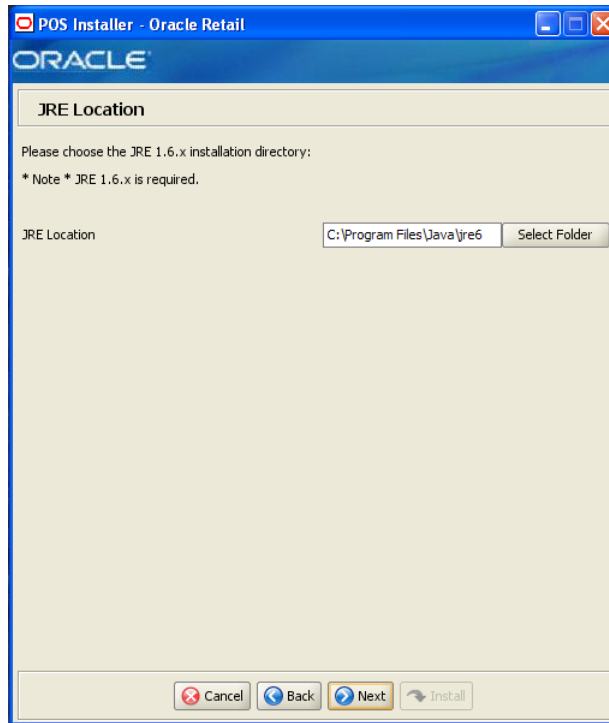 POS Installer - Oracle Retail
ORACLE
JRE Location
Please choose the JRE 1.6.x installation directory:
* Note * JRE 1.6.x is required.
JRE Location C:\Program Files\Java\jre6 Select Folder
Cancel Back Next Install